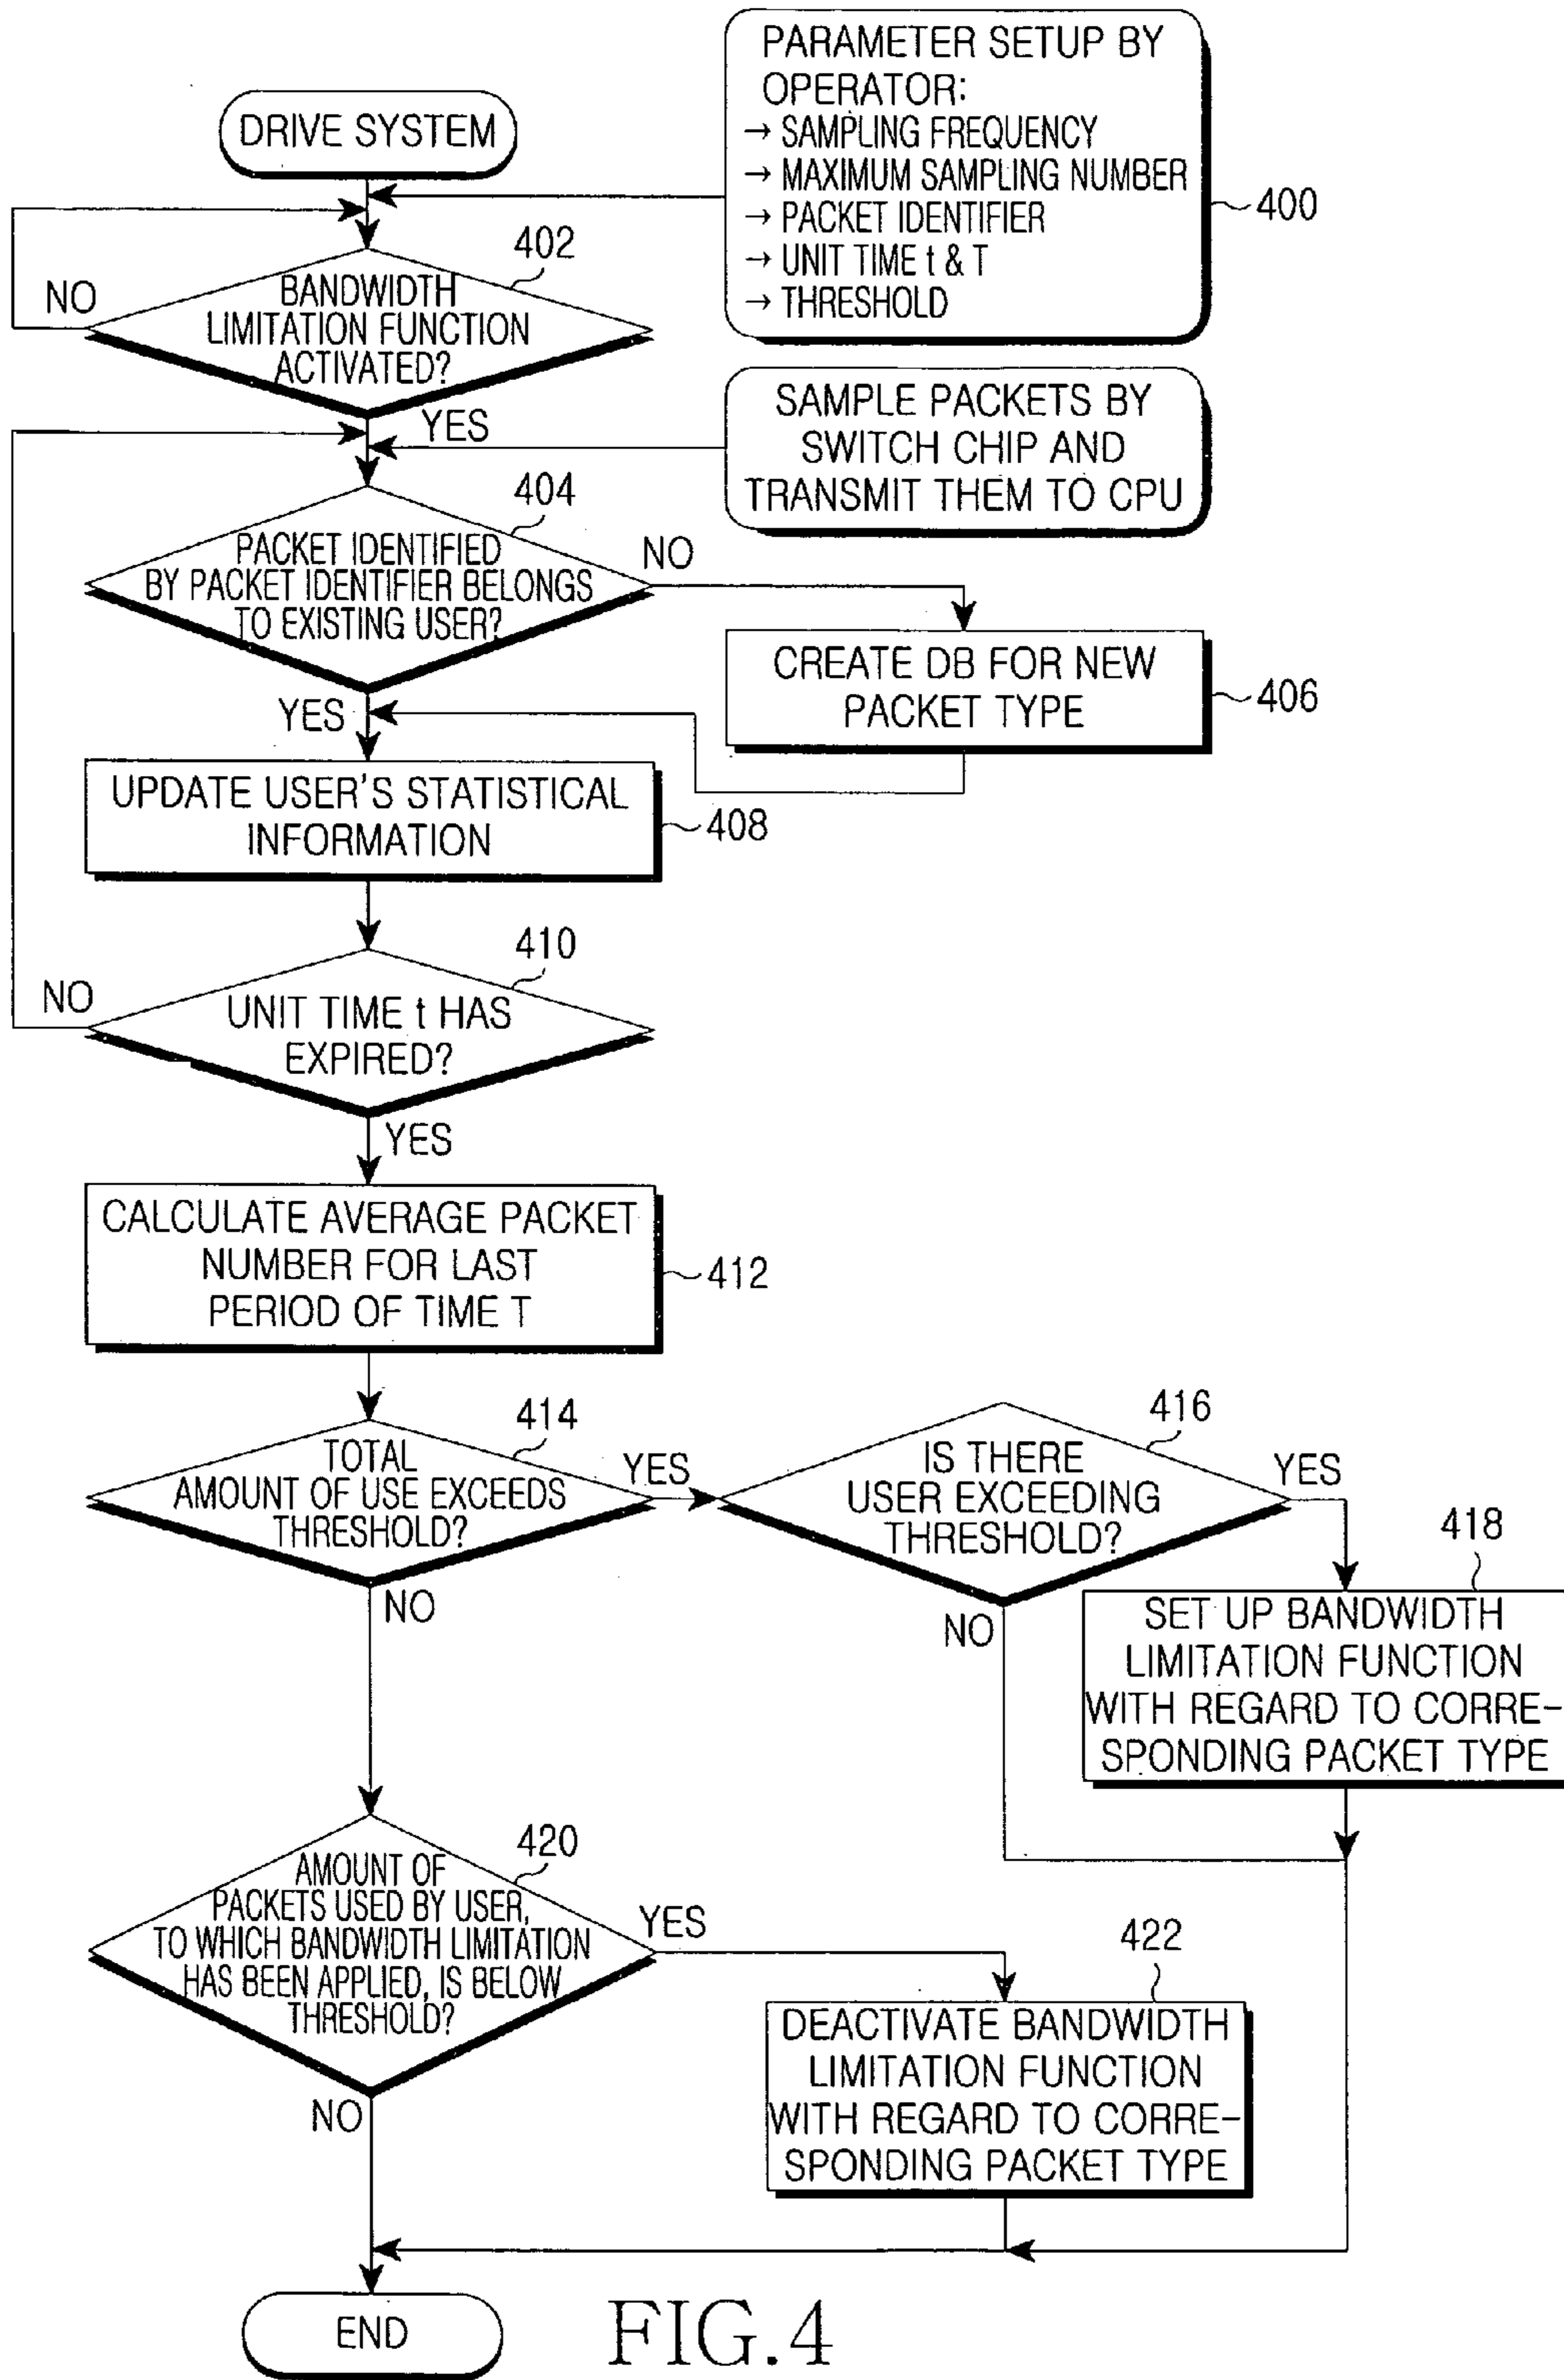 PARAMETER SETUP BY
OPERATOR:
→ SAMPLING FREQUENCY
→ MAXIMUM SAMPLING NUMBER
→ PACKET IDENTIFIER
→ UNIT TIME t & T
→ THRESHOLD
400
DRIVE SYSTEM
402
NO
BANDWIDTH
LIMITATION FUNCTION
ACTIVATED?
YES
SAMPLE PACKETS BY
SWITCH CHIP AND
TRANSMIT THEM TO CPU
404
PACKET IDENTIFIED
BY PACKET IDENTIFIER BELONGS
TO EXISTING USER?
NO
CREATE DB FOR NEW
PACKET TYPE
406
YES
UPDATE USER'S STATISTICAL
INFORMATION
408
410
NO
UNIT TIME t HAS
EXPIRED?
YES
CALCULATE AVERAGE PACKET
NUMBER FOR LAST
PERIOD OF TIME T
412
414
TOTAL
AMOUNT OF USE EXCEEDS
THRESHOLD?
YES
416
IS THERE
USER EXCEEDING
THRESHOLD?
YES
418
NO
NO
SET UP BANDWIDTH
LIMITATION FUNCTION
WITH REGARD TO CORRE-
SPONDING PACKET TYPE
420
AMOUNT OF
PACKETS USED BY USER,
TO WHICH BANDWIDTH LIMITATION
HAS BEEN APPLIED, IS BELOW
THRESHOLD?
YES
422
DEACTIVATE BANDWIDTH
LIMITATION FUNCTION
WITH REGARD TO CORRE-
SPONDING PACKET TYPE
NO
END
FIG.4